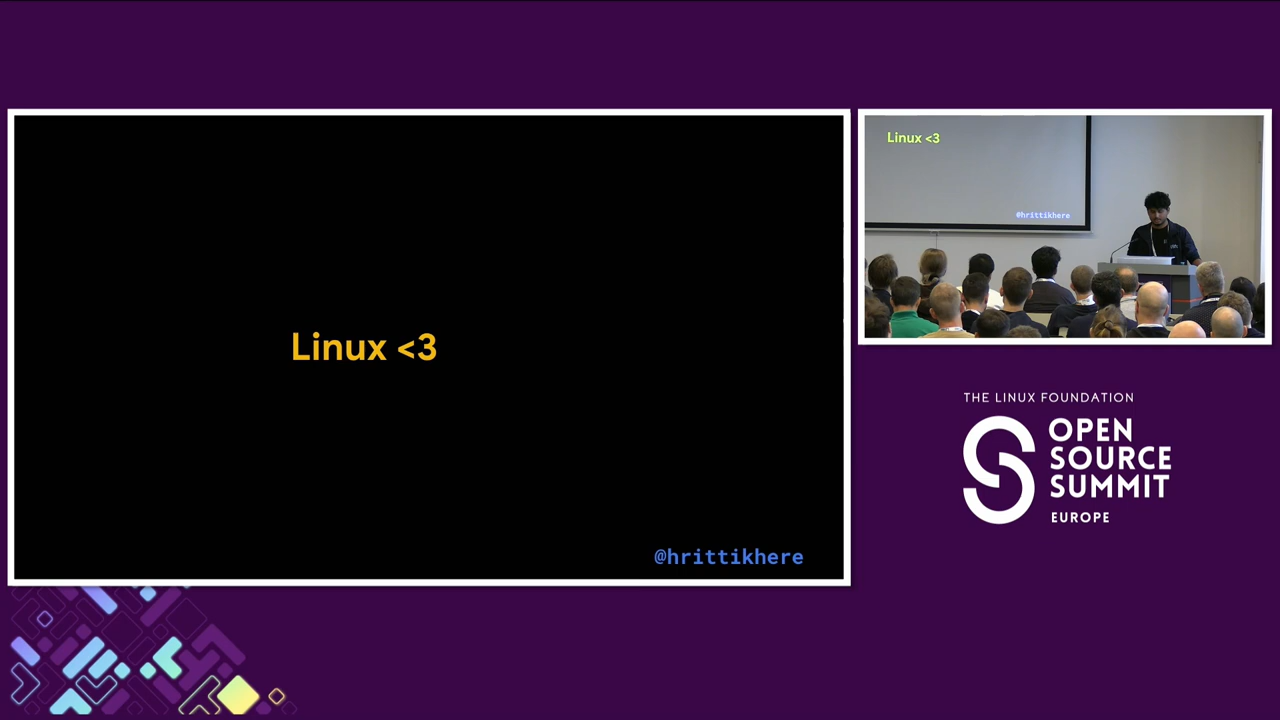 Linux <3
@hrittikhere
Linux <3
@hrittikhere
THE LINUX FOUNDATION
OPEN
SOURCE
SUMMIT
EUROPE